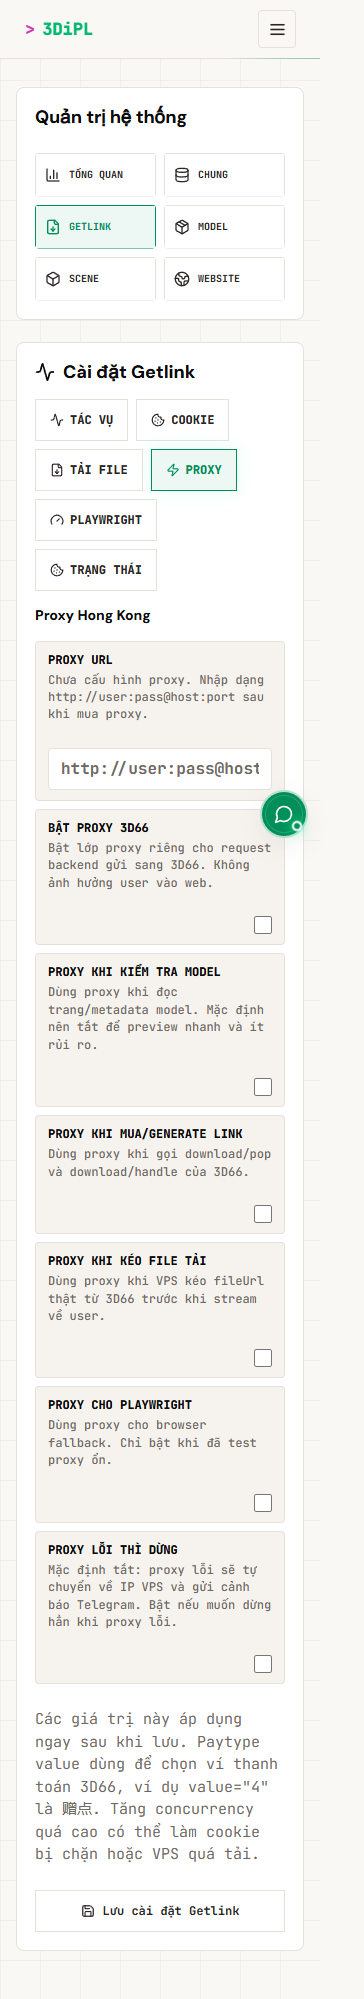 > 3DiPL
Quản trị hệ thống
TỔNG QUAN
CHUNG
GETLINK
MODEL
SCENE
WEBSITE
Cài đặt Getlink
TÁC VỤ
COOKIE
TẢI FILE
PROXY
PLAYWRIGHT
TRẠNG THÁI
Proxy Hong Kong
PROXY URL
Chưa cấu hình proxy. Nhập dạng
http://user:pass@host:port sau
khi mua proxy.
http://user:pass@host
BẬT PROXY 3D66
Bật lớp proxy riêng cho request
backend gửi sang 3D66. Không
ảnh hưởng user vào web.
PROXY KHI KIỂM TRA MODEL
Dùng proxy khi đọc
trang/metadata model. Mặc định
nên tắt để preview nhanh và ít
rủi ro.
PROXY KHI MUA/GENERATE LINK
Dùng proxy khi gọi download/pop
và download/handle của 3D66.
PROXY KHI KÉO FILE TẢI
Dùng proxy khi VPS kéo fileUrl
thật từ 3D66 trước khi stream
về user.
PROXY CHO PLAYWRIGHT
Dùng proxy cho browser
fallback. Chỉ bật khi đã test
proxy ổn.
PROXY LỖI THÌ DỪNG
Mặc định tắt: proxy lỗi sẽ tự
chuyển về IP VPS và gửi cảnh
báo Telegram. Bật nếu muốn dừng
hẳn khi proxy lỗi.
Các giá trị này áp dụng
ngay sau khi lưu. Paytype
value dùng để chọn ví thanh
toán 3D66, ví dụ value="4"
là 赠点. Tăng concurrency
quá cao có thể làm cookie
bị chặn hoặc VPS quá tải.
Lưu cài đặt Getlink